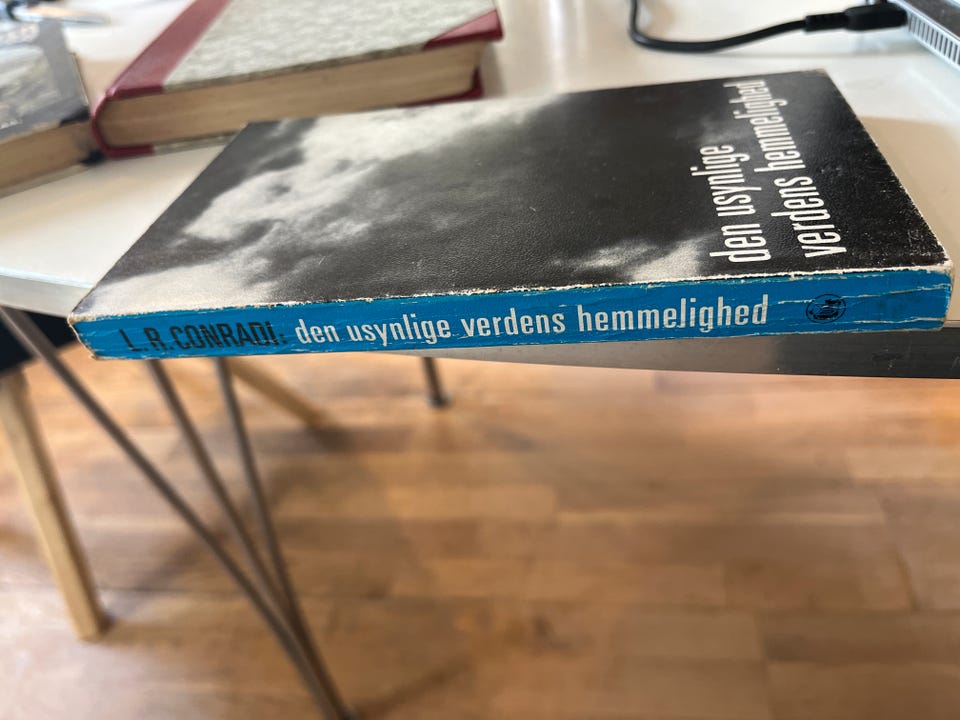 den usynlige
verdens hemmelighed
L. R. CONRADI: den usynlige verdens hemmelighed